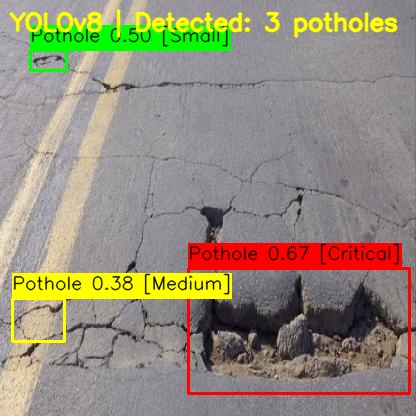 YOLOv8 | Detected: 3 potholes
Pothole 0.50 [Small]
Pothole 0.67 [Critical]
Pothole 0.38 [Medium]